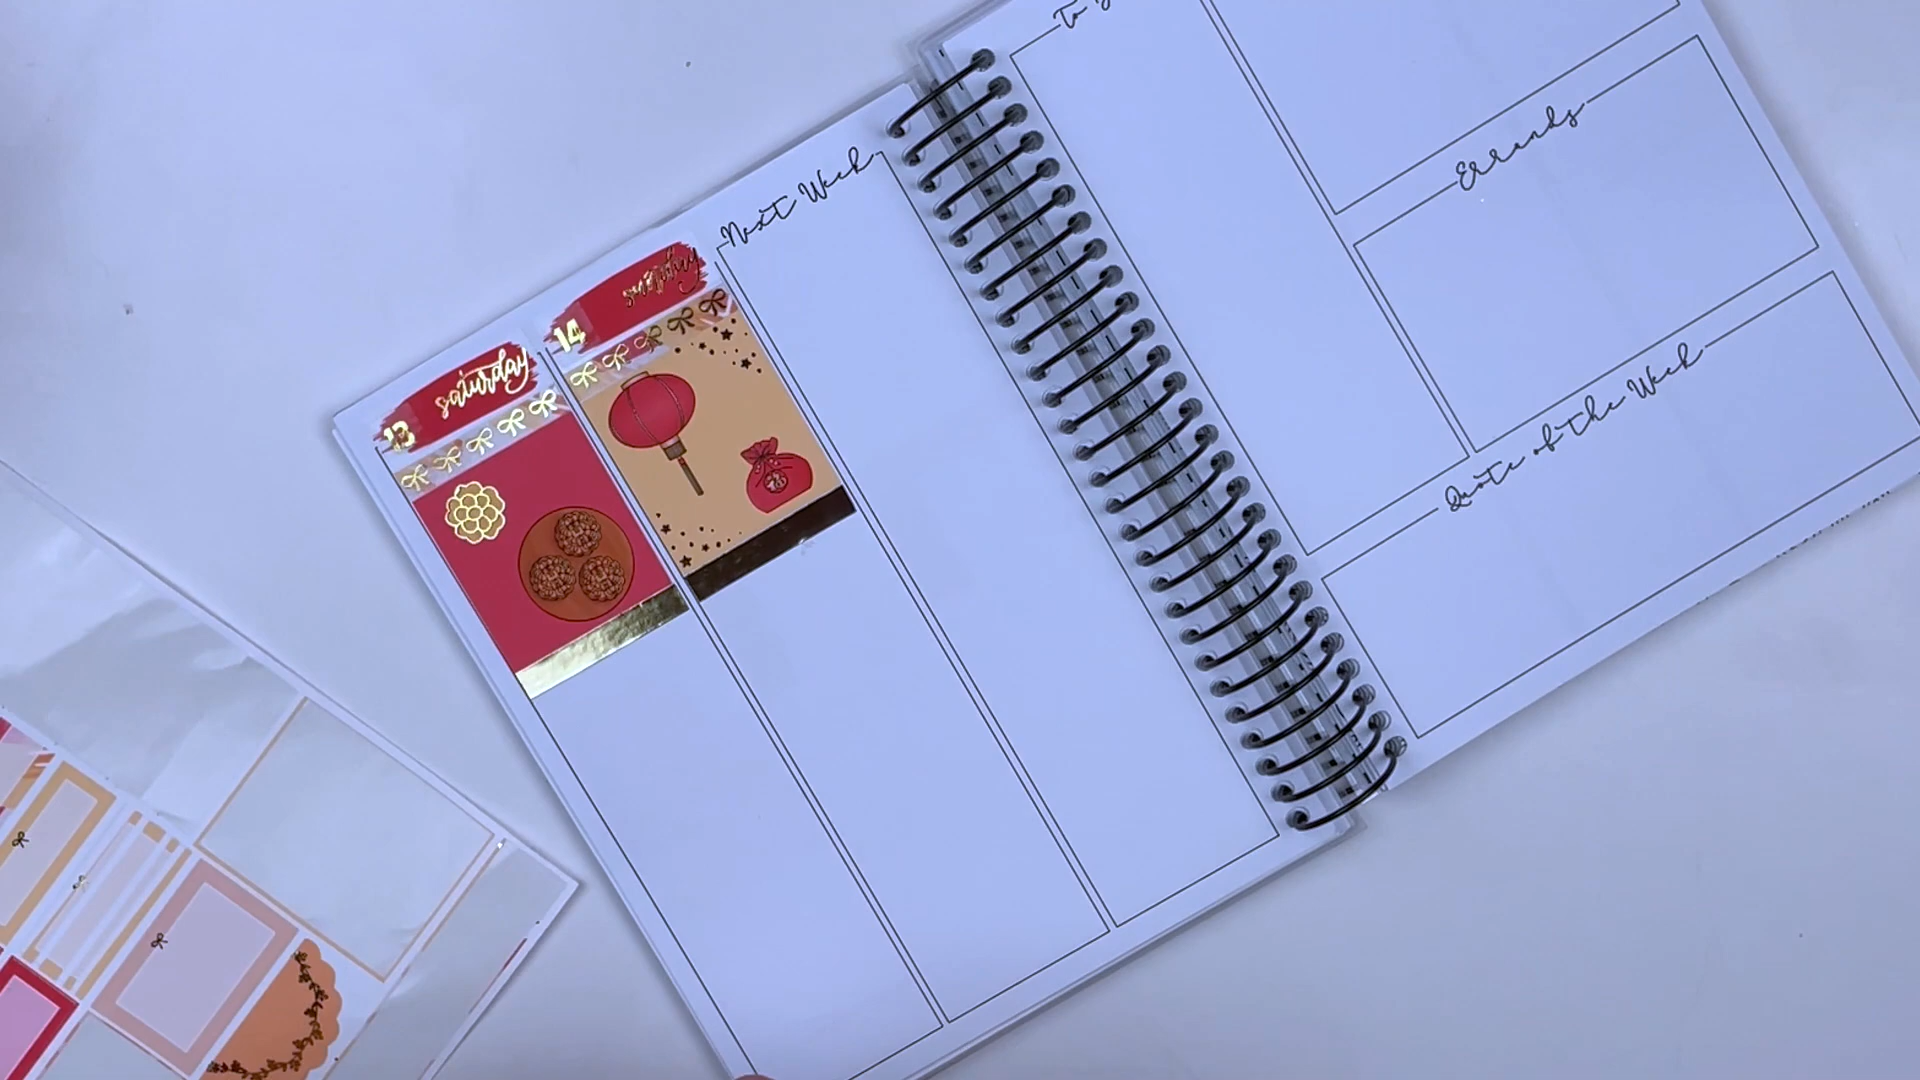 13 saturday
14 sunday
Next Week
Errands
Quote of the Week